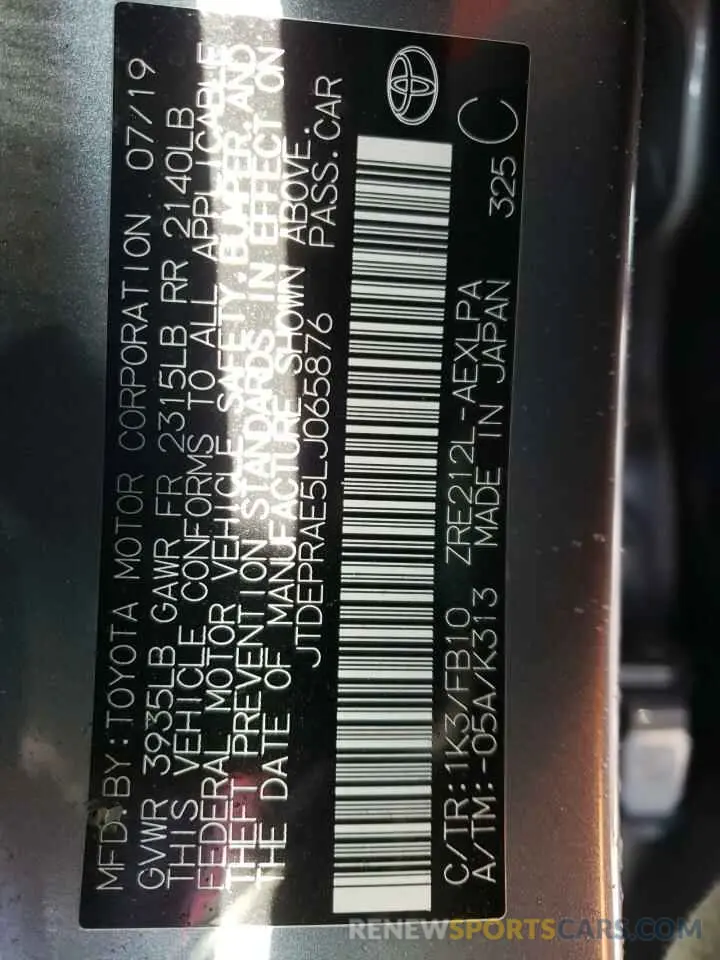 MFD. BY: TOYOTA MOTOR CORPORATION 07/19
GVWR 3935LB GAWR FR 2315LB RR 2140LB
THIS VEHICLE CONFORMS TO ALL APPLICABLE
FEDERAL MOTOR VEHICLE SAFETY, BUMPER, AND
THEFT PREVENTION STANDARDS IN EFFECT ON
THE DATE OF MANUFACTURE SHOWN ABOVE.
JTDEPRAE5LJ065876 PASS. CAR
C/TR: 1K3/FB10 ZRE212L-AEXLPA
A/TM: -05A/K313 MADE IN JAPAN 325 C
RENEWSPORTSCARS.COM